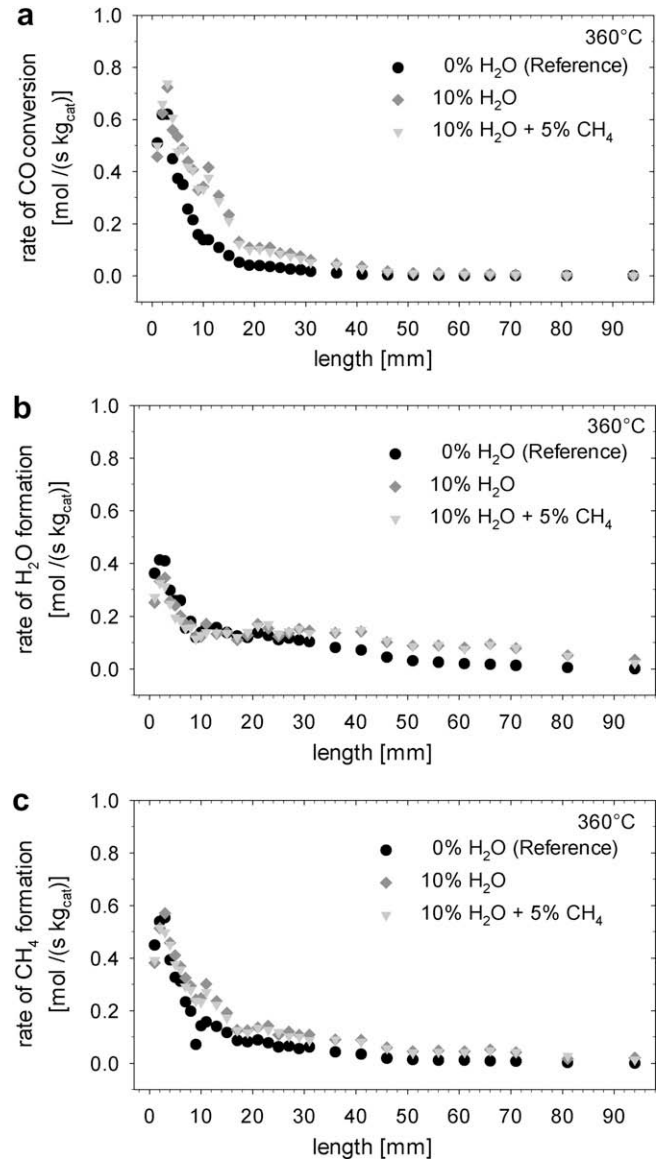 a
360°C
1.0
0.8
0.6
0.4
0.2
0.0
rate of CO conversion
[mol /(s kg_cat)]
0% H₂O (Reference)
10% H₂O
10% H₂O + 5% CH₄
0 10 20 30 40 50 60 70 80 90
length [mm]
b
360°C
1.0
0.8
0.6
0.4
0.2
0.0
rate of H₂O formation
[mol /(s kg_cat)]
0% H₂O (Reference)
10% H₂O
10% H₂O + 5% CH₄
0 10 20 30 40 50 60 70 80 90
length [mm]
c
360°C
1.0
0.8
0.6
0.4
0.2
0.0
rate of CH₄ formation
[mol /(s kg_cat)]
0% H₂O (Reference)
10% H₂O
10% H₂O + 5% CH₄
0 10 20 30 40 50 60 70 80 90
length [mm]